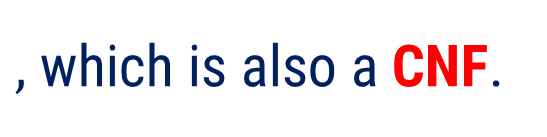 , which is also a CNF.